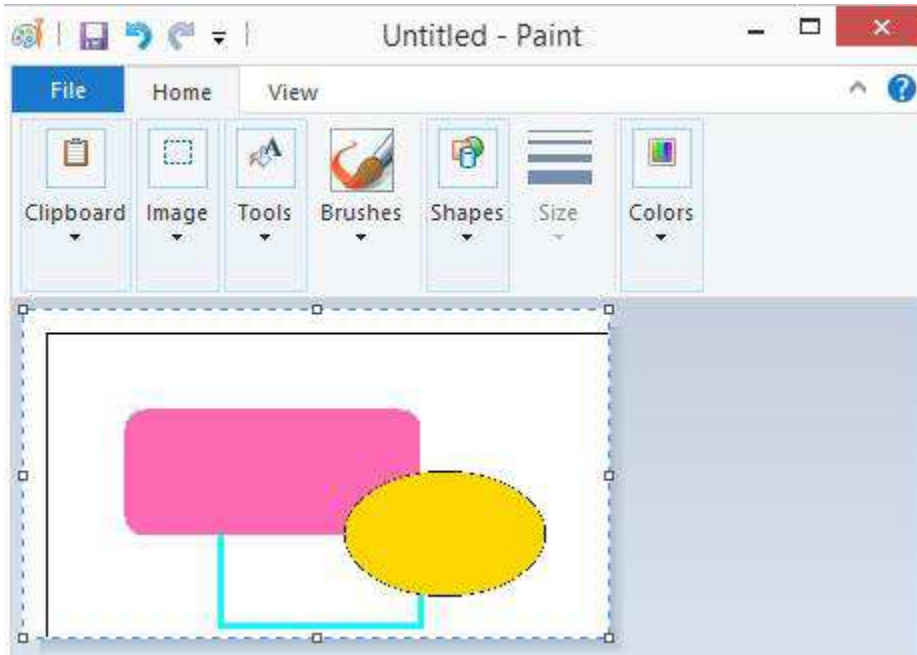 Untitled - Paint
File Home View ?
Clipboard Image Tools Brushes Shapes Size Colors